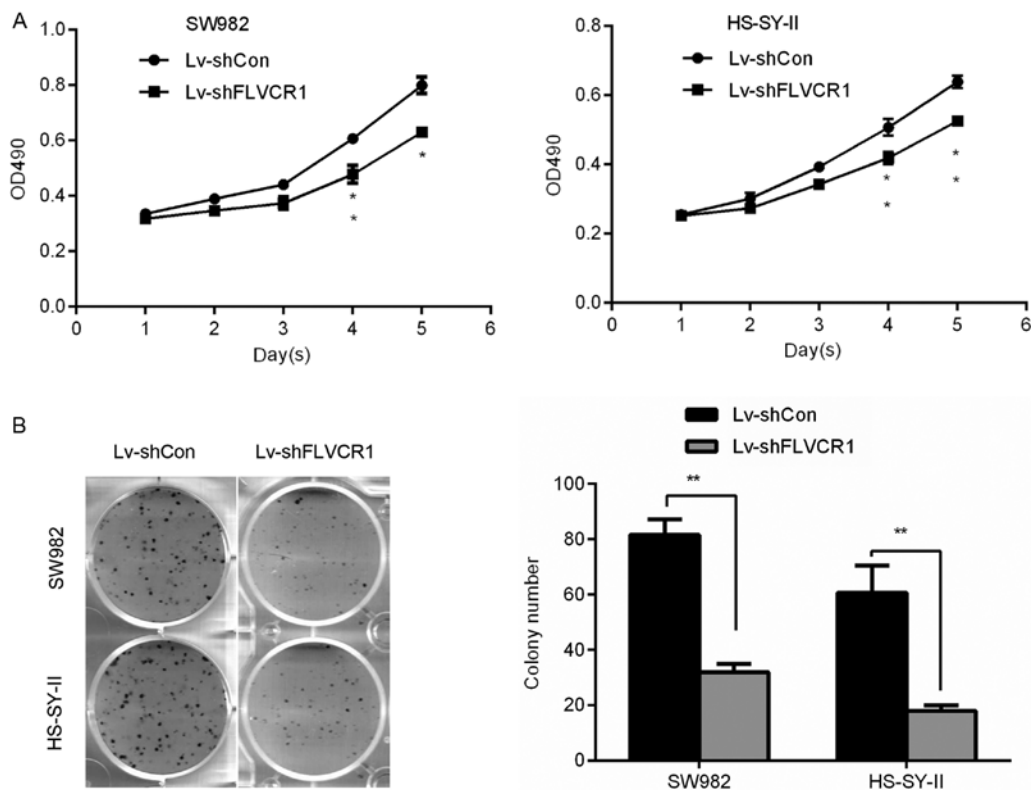 A
SW982
Lv-shCon
Lv-shFLVCR1
OD490
1.0
0.8
0.6
0.4
0.2
0.0
0 1 2 3 4 5 6
Day(s)
*
*
*
HS-SY-II
Lv-shCon
Lv-shFLVCR1
OD490
0.8
0.6
0.4
0.2
0.0
0 1 2 3 4 5 6
Day(s)
*
*
*
*
B
Lv-shCon Lv-shFLVCR1
SW982
HS-SY-II
Lv-shCon
Lv-shFLVCR1
Colony number
100
80
60
40
20
0
**
**
SW982 HS-SY-II